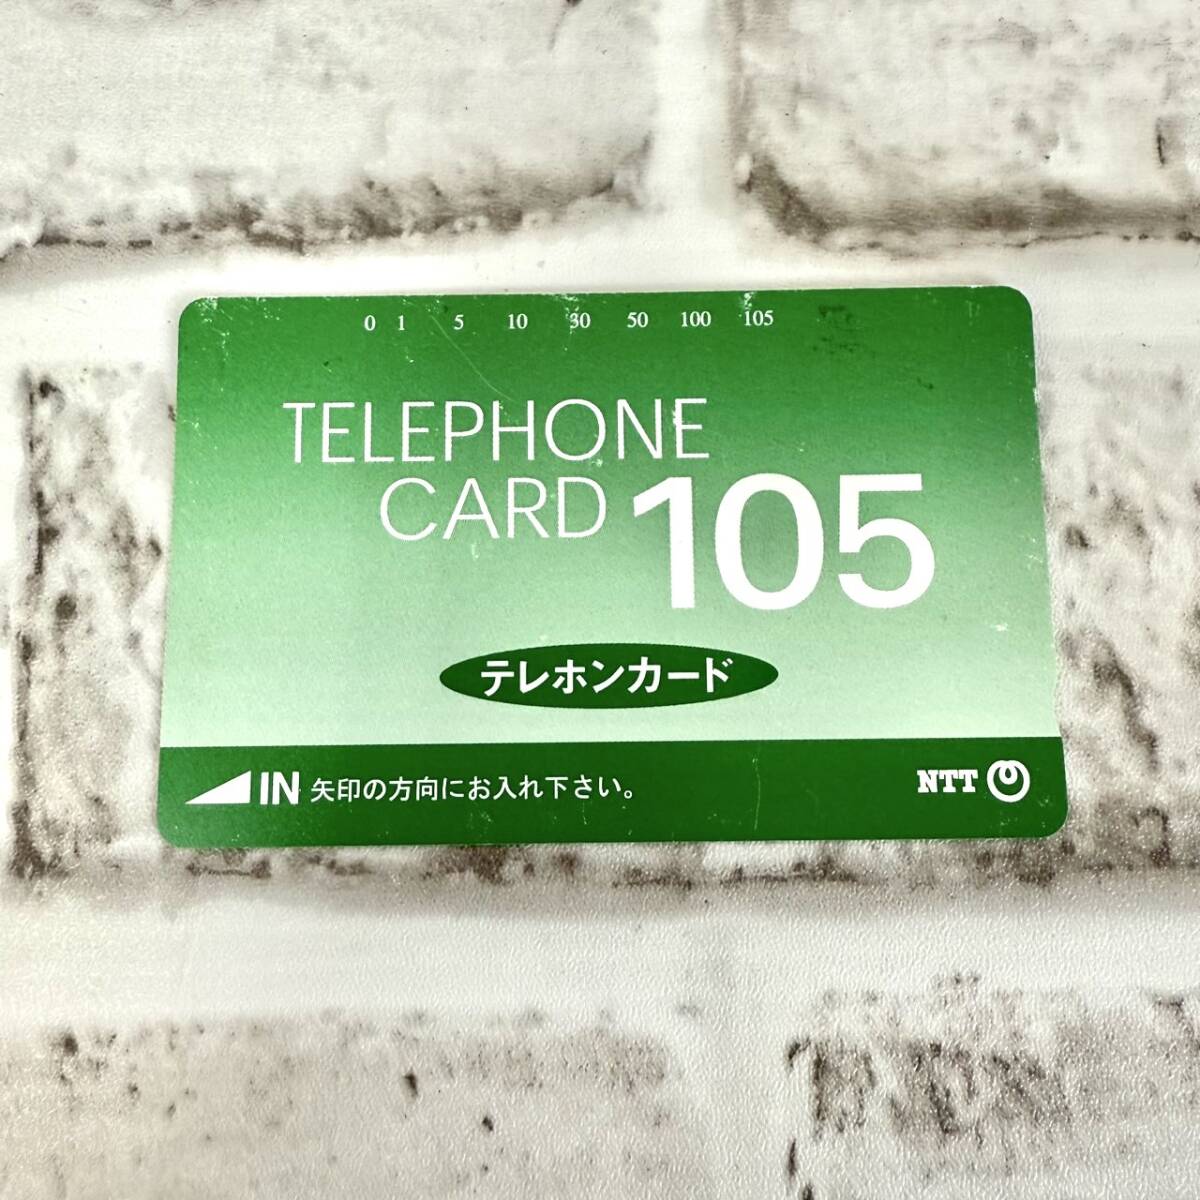 0 1 5 10 30 50 100 105
TELEPHONE
CARD 105
テレホンカード
IN 矢印の方向にお入れ下さい。
NTT